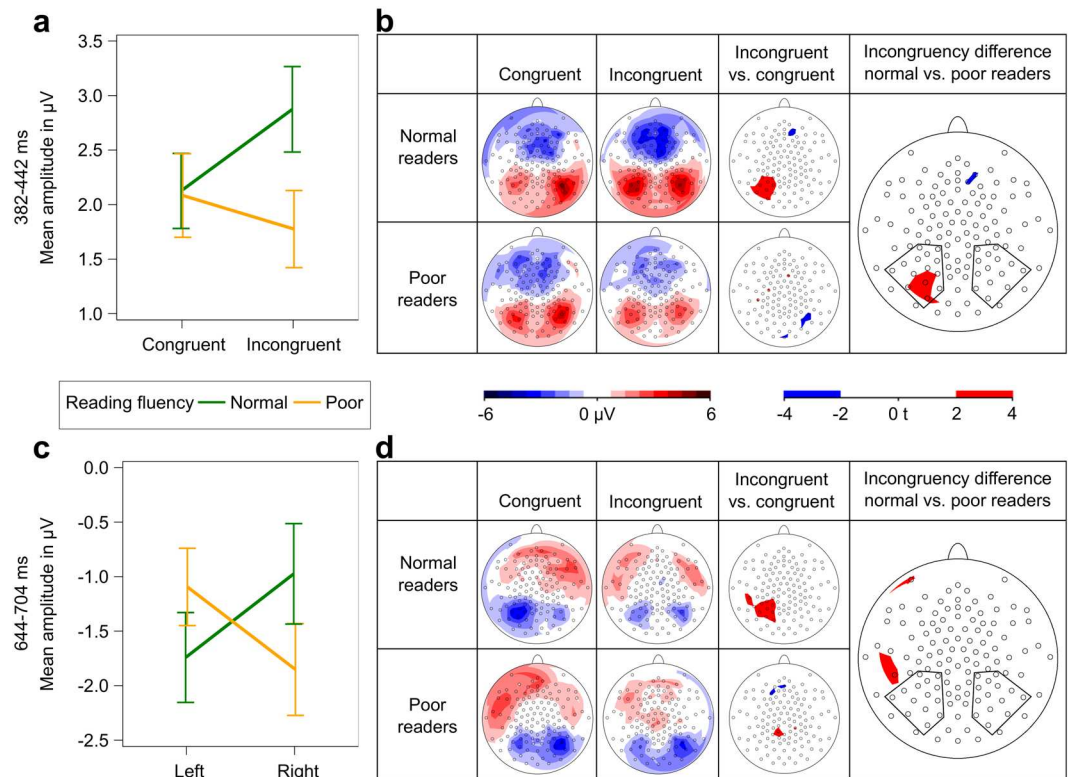 a
3.5
3.0
2.5
2.0
1.5
1.0
382-442 ms
Mean amplitude in µV
Congruent
Incongruent
b
Congruent
Incongruent
Incongruent
vs. congruent
Incongruency difference
normal vs. poor readers
Normal
readers
Poor
readers
Reading fluency
Normal
Poor
-6
0 µV
6
-4
-2
0 t
2
4
c
0.0
-0.5
-1.0
-1.5
-2.0
-2.5
644-704 ms
Mean amplitude in µV
Left
Right
d
Congruent
Incongruent
Incongruent
vs. congruent
Incongruency difference
normal vs. poor readers
Normal
readers
Poor
readers